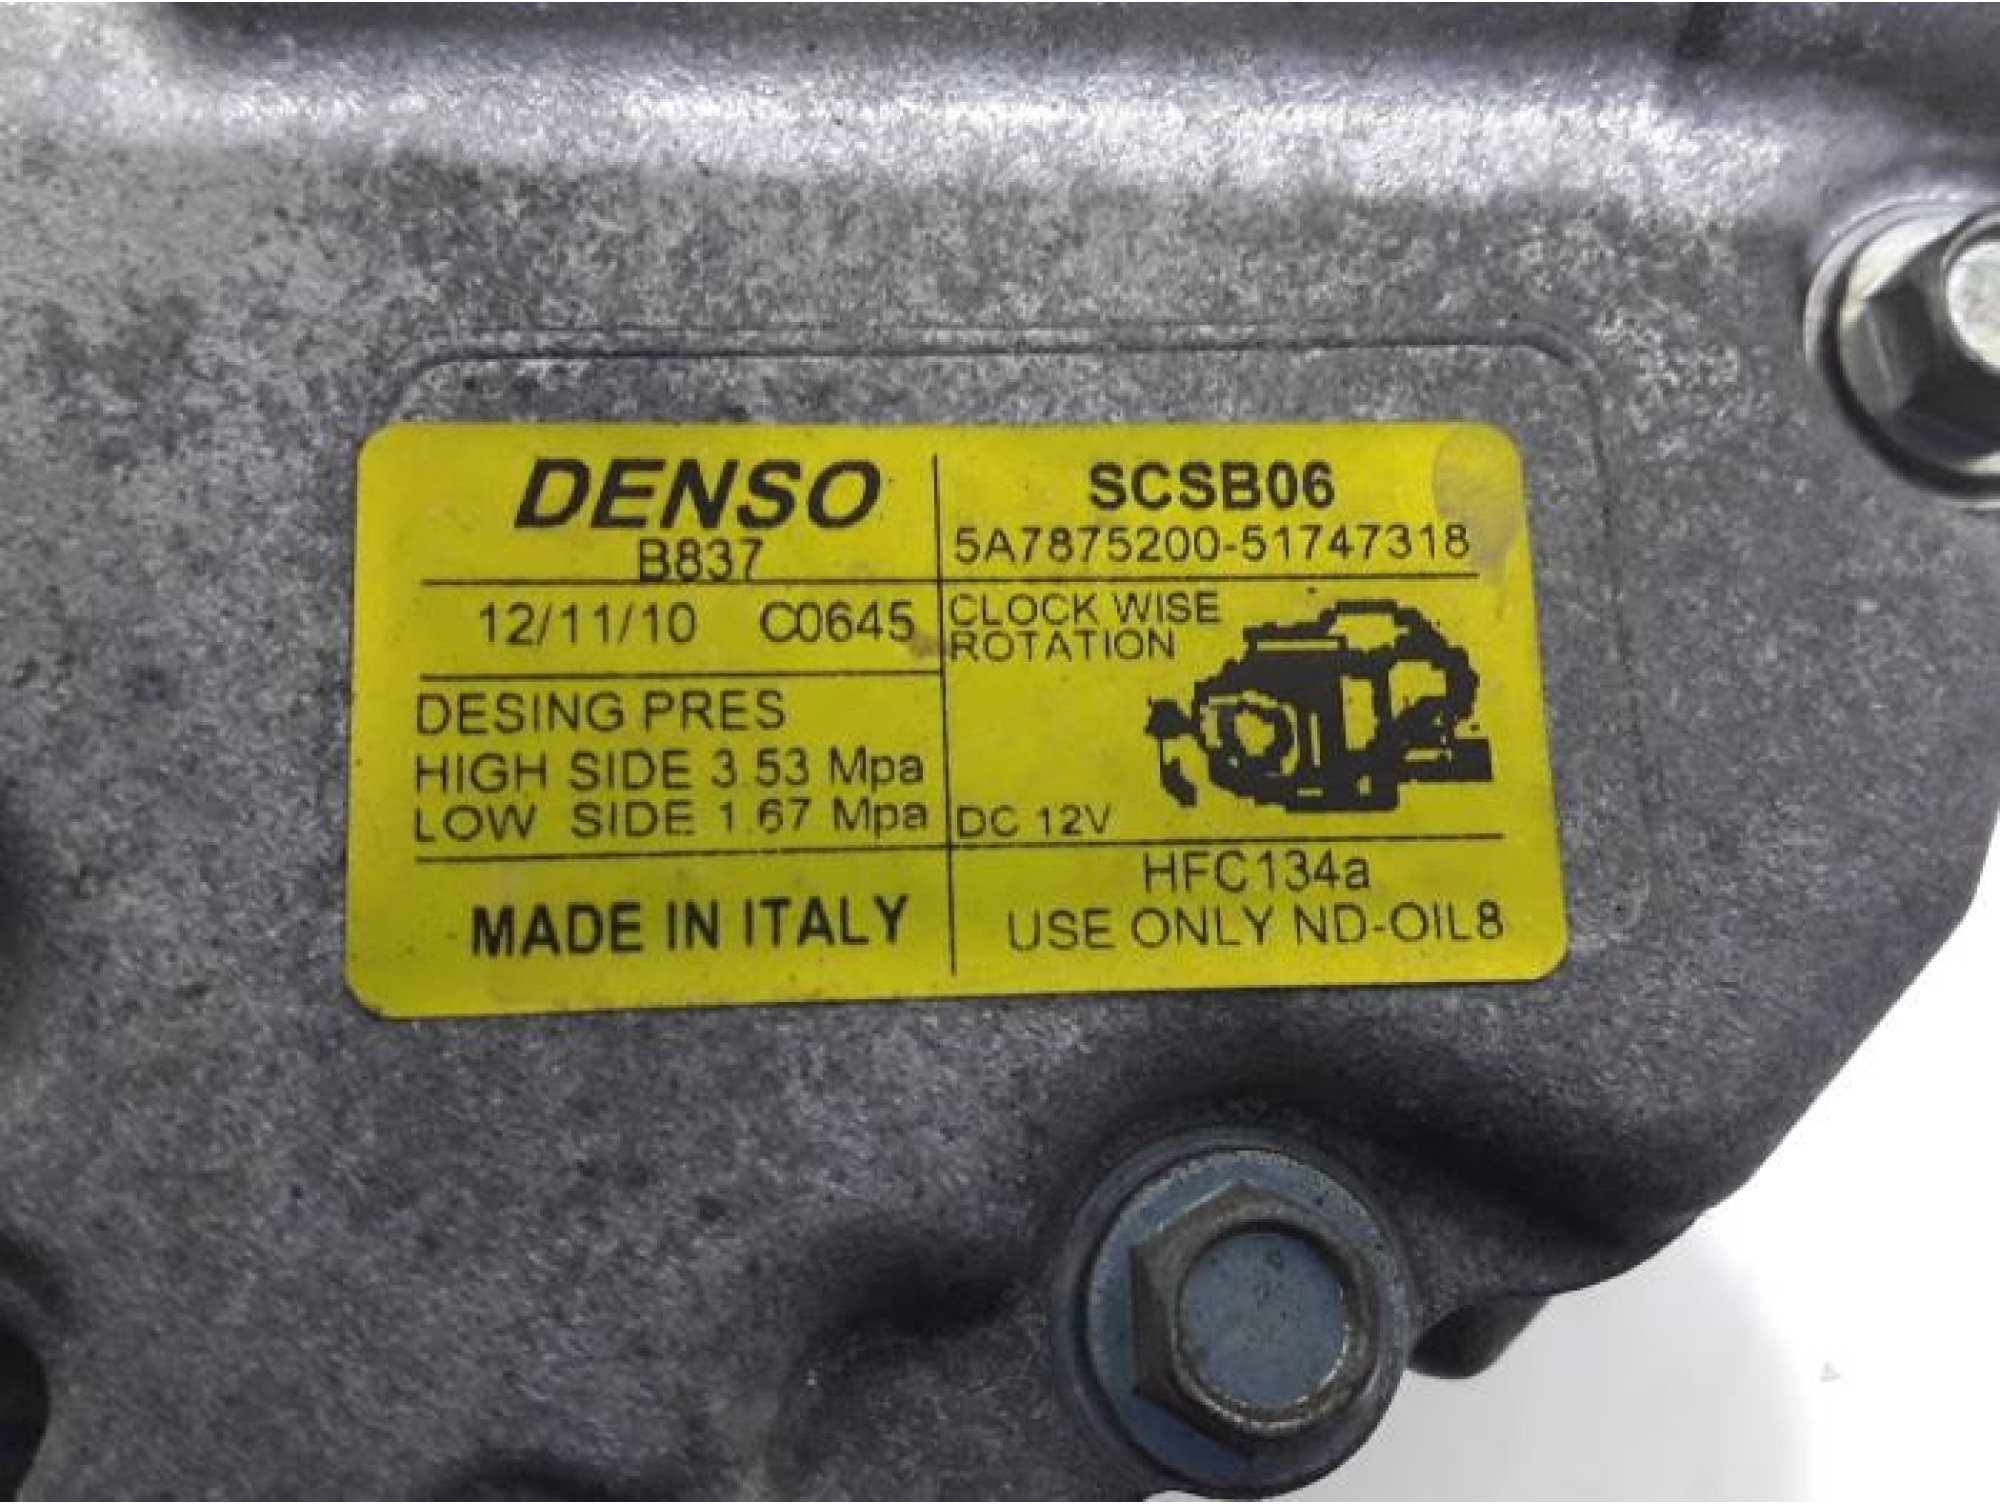 DENSO
B837
12/11/10 C0645
DESING PRES
HIGH SIDE 3.53 Mpa
LOW SIDE 1.67 Mpa
MADE IN ITALY
SCSB06
5A7875200-51747318
CLOCK WISE
ROTATION
DC 12V
HFC134a
USE ONLY ND-OIL8